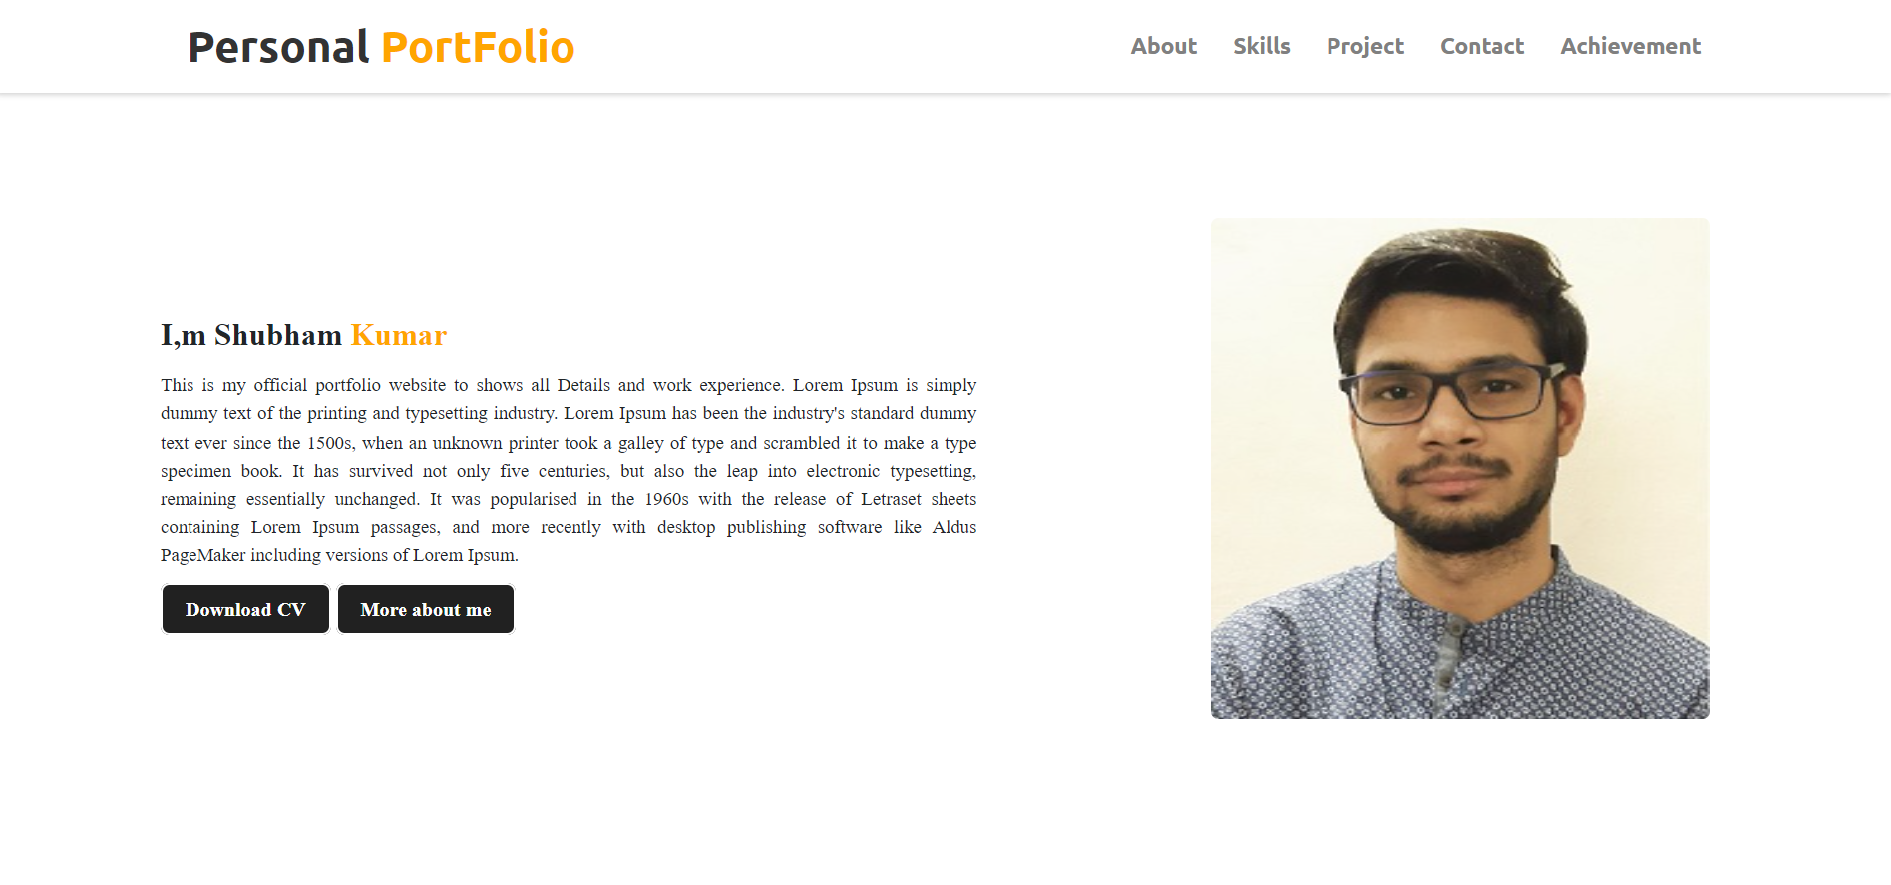 Personal PortFolio
About Skills Project Contact Achievement
I,m Shubham Kumar
This is my official portfolio website to shows all Details and work experience. Lorem Ipsum is simply
dummy text of the printing and typesetting industry. Lorem Ipsum has been the industry's standard dummy
text ever since the 1500s, when an unknown printer took a galley of type and scrambled it to make a type
specimen book. It has survived not only five centuries, but also the leap into electronic typesetting,
remaining essentially unchanged. It was popularised in the 1960s with the release of Letraset sheets
containing Lorem Ipsum passages, and more recently with desktop publishing software like Aldus
PageMaker including versions of Lorem Ipsum.
Download CV More about me